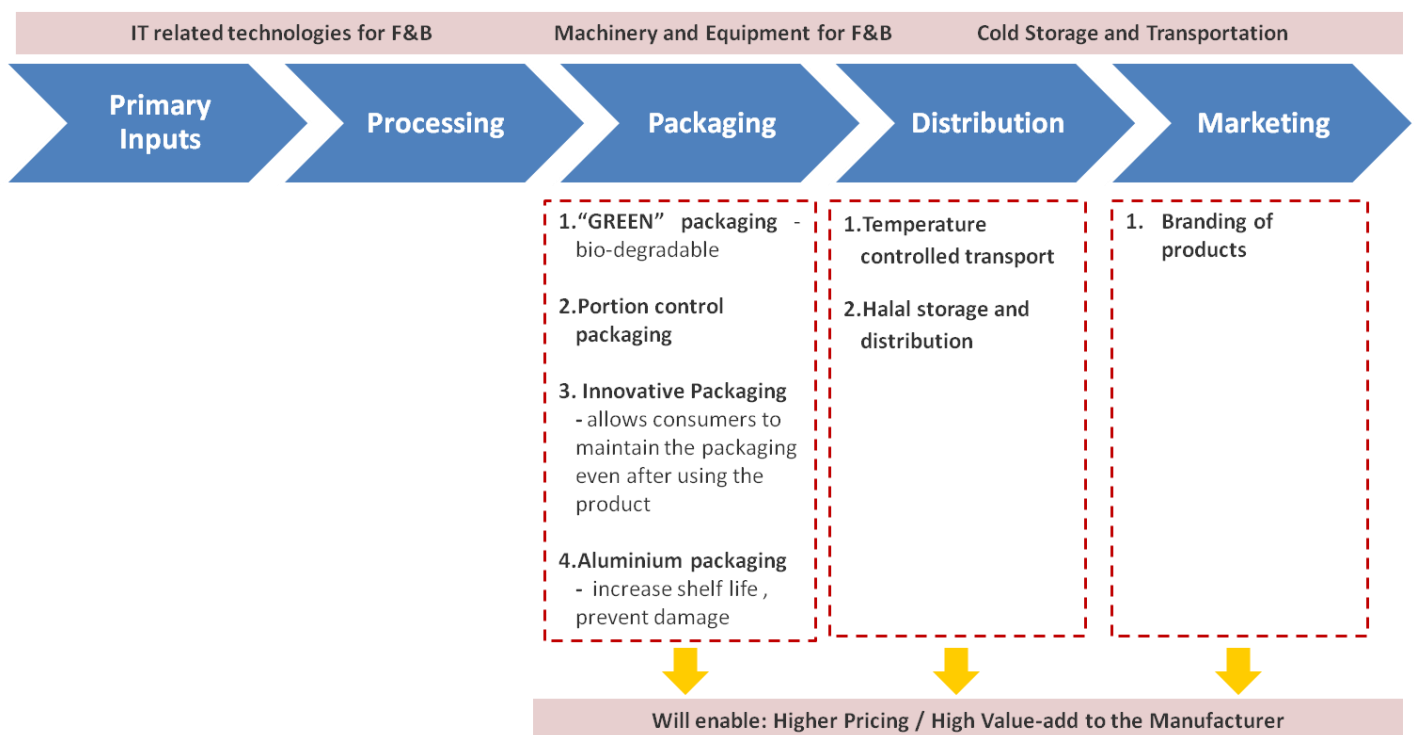 IT related technologies for F&B
Machinery and Equipment for F&B
Cold Storage and Transportation
Primary
Inputs
Processing
Packaging
Distribution
Marketing
1.“GREEN” packaging -
bio-degradable
2.Portion control
packaging
3. Innovative Packaging
- allows consumers to
maintain the packaging
even after using the
product
4.Aluminium packaging
- increase shelf life ,
prevent damage
1.Temperature
controlled transport
2.Halal storage and
distribution
1. Branding of
products
Will enable: Higher Pricing / High Value-add to the Manufacturer